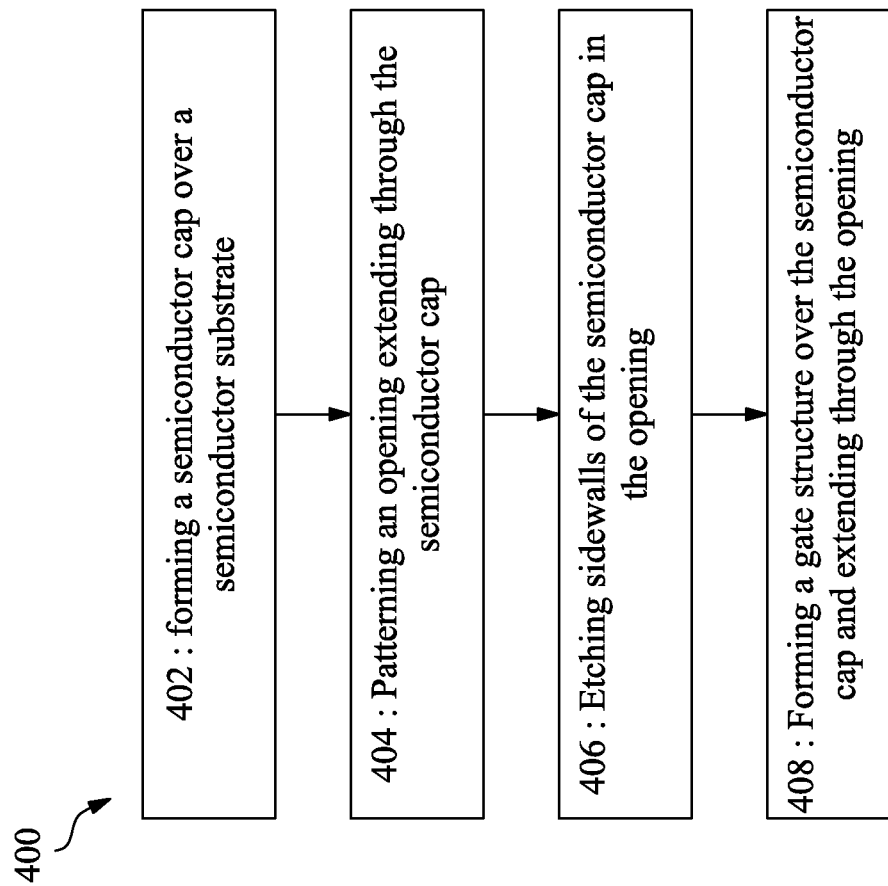 400
402 : forming a semiconductor cap over a
semiconductor substrate
404 : Patterning an opening extending through the
semiconductor cap
406 : Etching sidewalls of the semiconductor cap in
the opening
408 : Forming a gate structure over the semiconductor
cap and extending through the opening